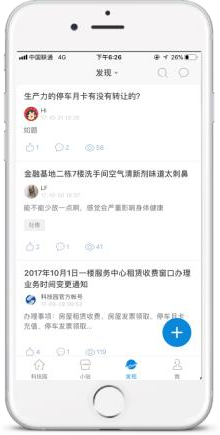 中国联通 4G 下午6:26 26%
发现
生产力的停车月卡有没有转让的？
Hi
如题
1 2 56
金融基地二栋7楼洗手间空气清新剂味道太刺鼻
LF
能不能少放一点啊，感觉会严重影响身体健康
吐槽
2 1 41
2017年10月1日一楼服务中心租赁收费窗口办理
业务时间变更通知
科技园官方帐号
办理事项：房屋租赁收费、房屋发票领取、停车月卡
充值、停车发票领取...
4 1 119
+
科技园 小站 发现 我